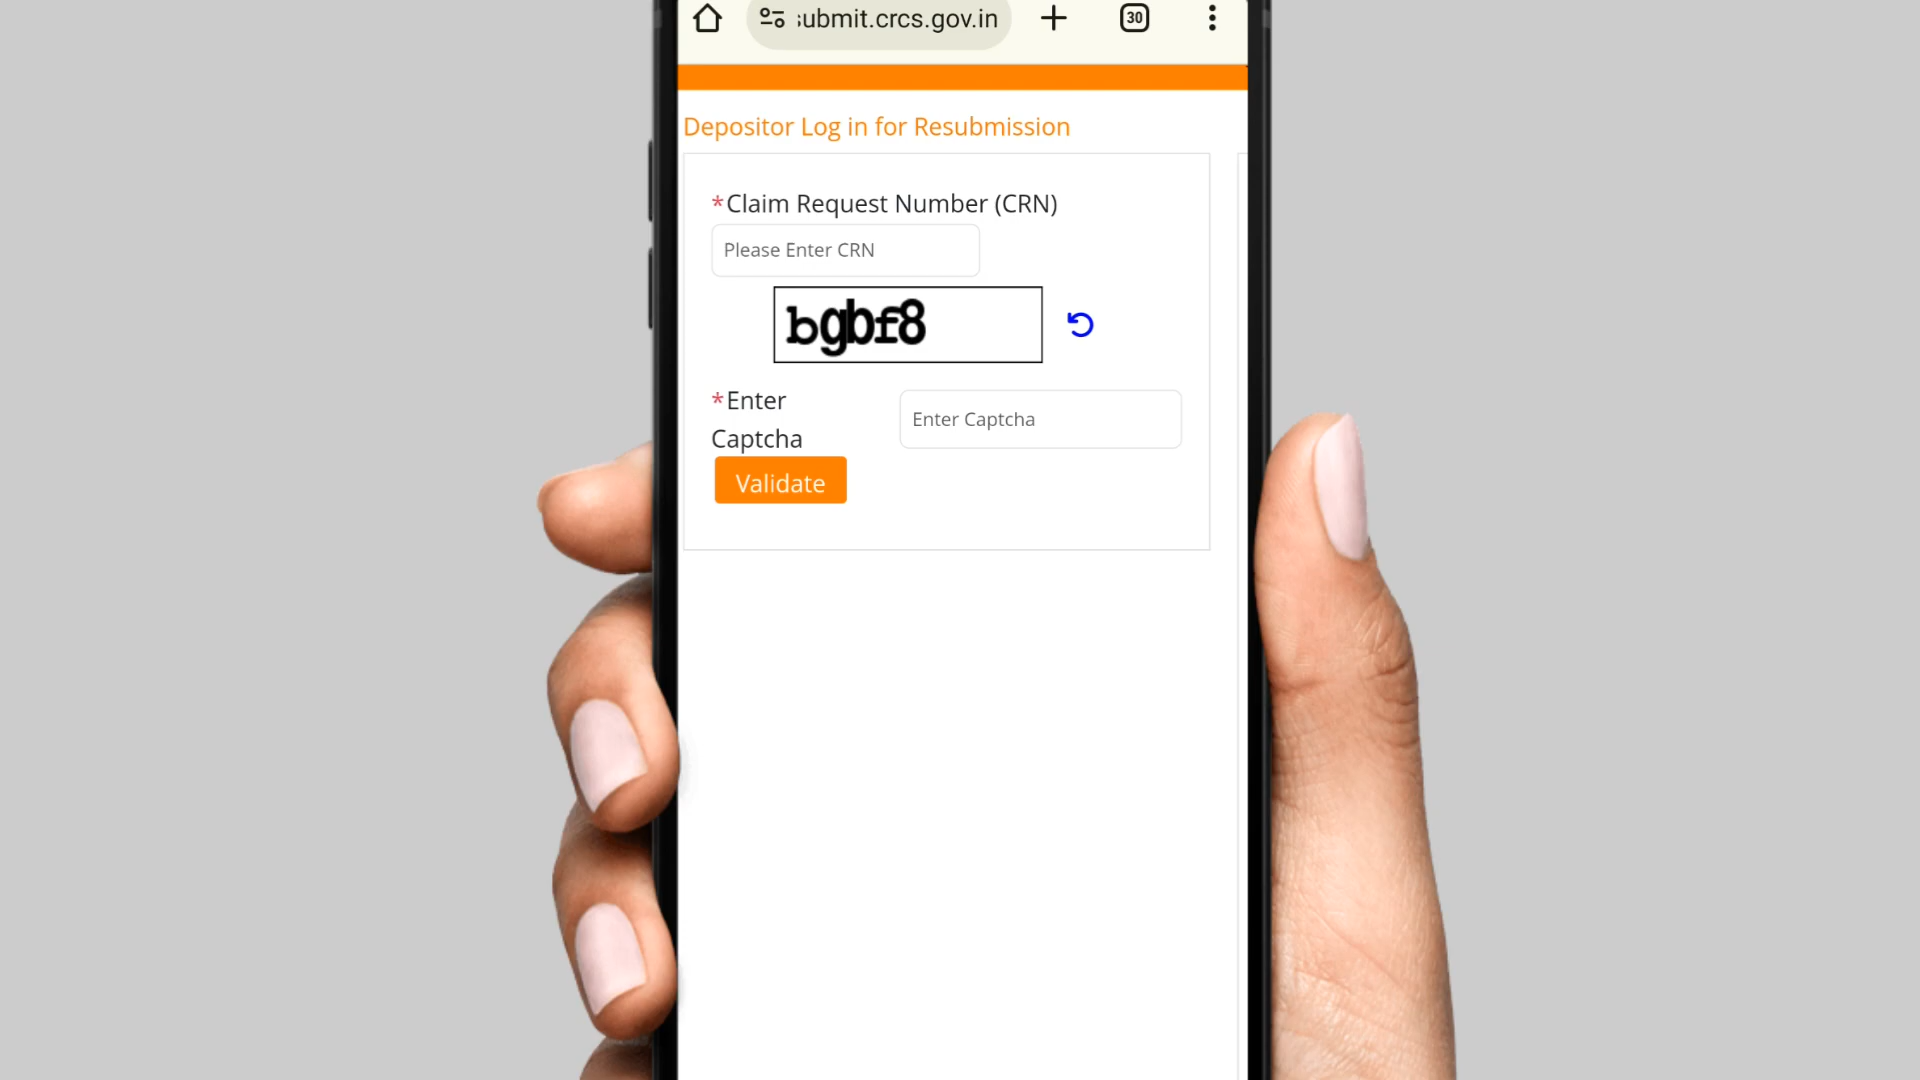 submit.crcs.gov.in
30
Depositor Log in for Resubmission
*Claim Request Number (CRN)
Please Enter CRN
bgbf8
*Enter
Captcha
Enter Captcha
Validate